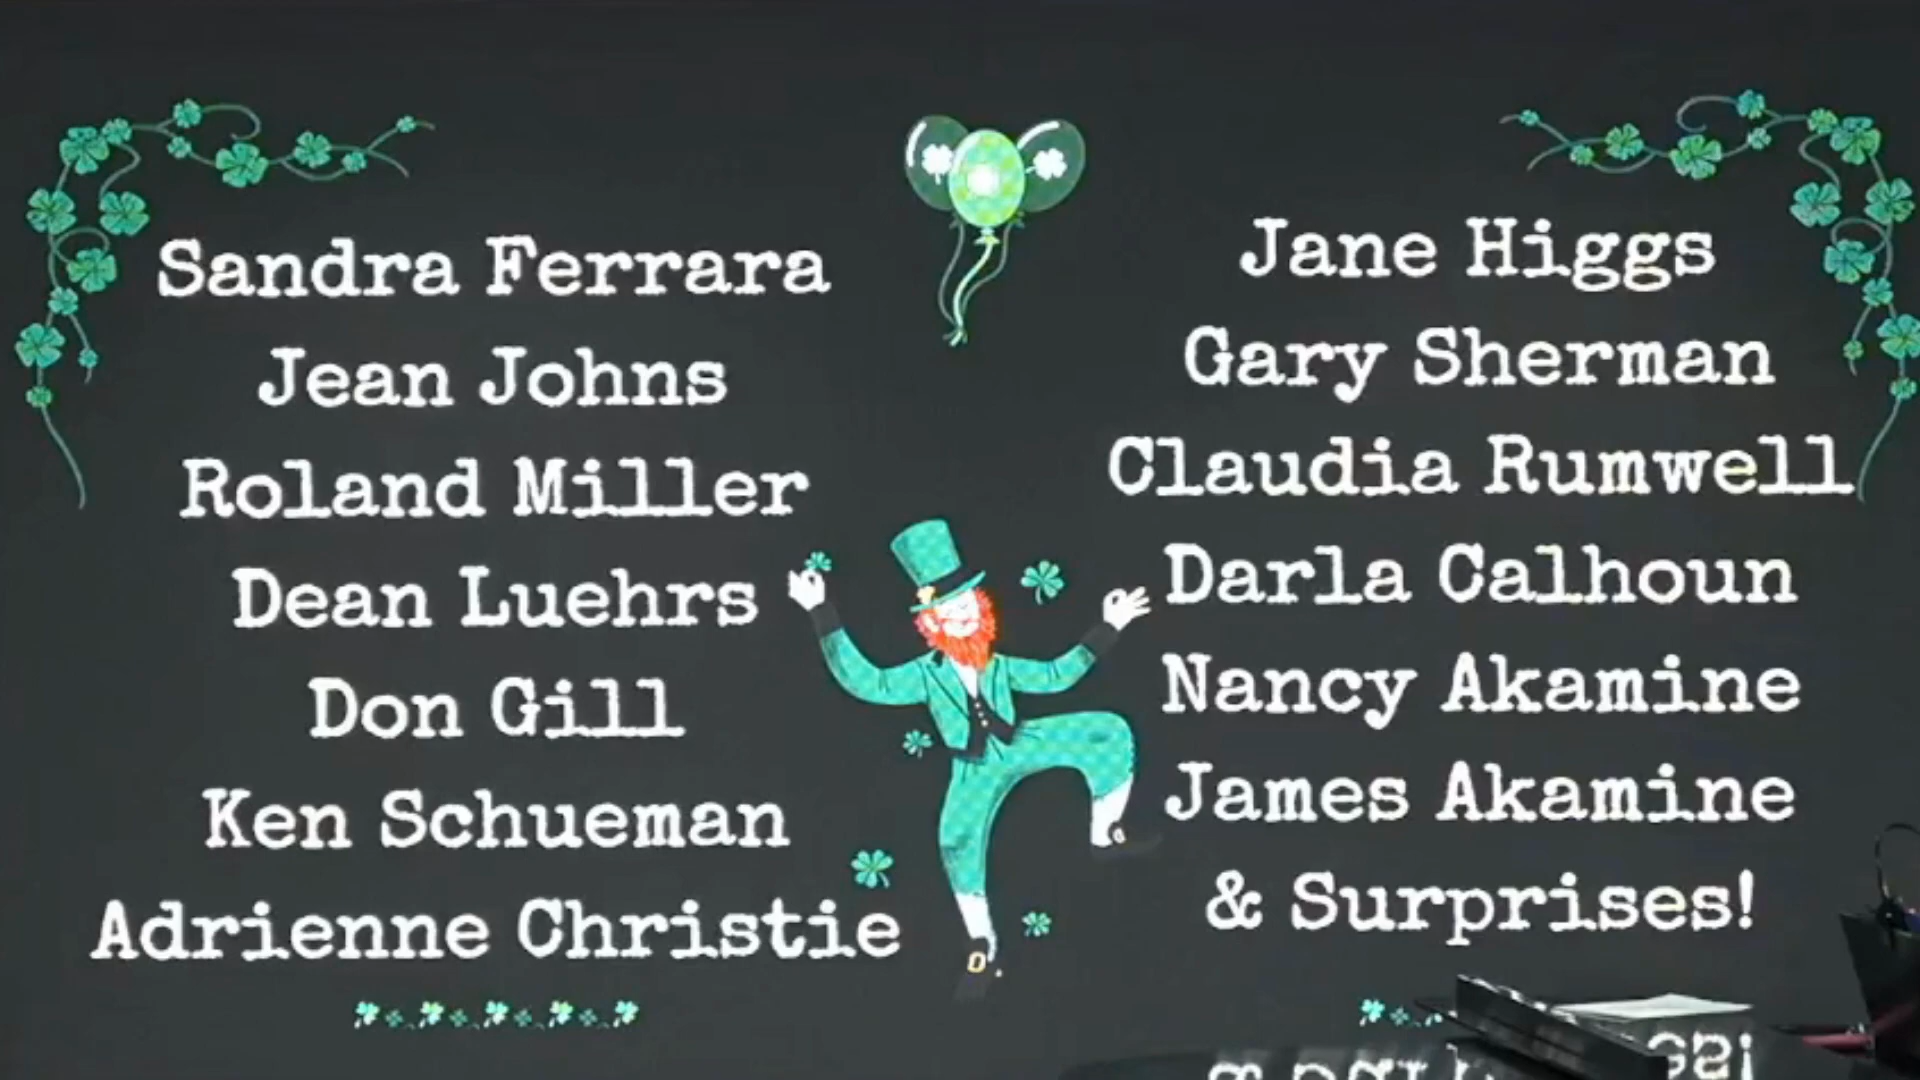 Sandra Ferrara
Jean Johns
Roland Miller
Dean Luehrs
Don Gill
Ken Schueman
Adrienne Christie
Jane Higgs
Gary Sherman
Claudia Rumwell
Darla Calhoun
Nancy Akamine
James Akamine
& Surprises!